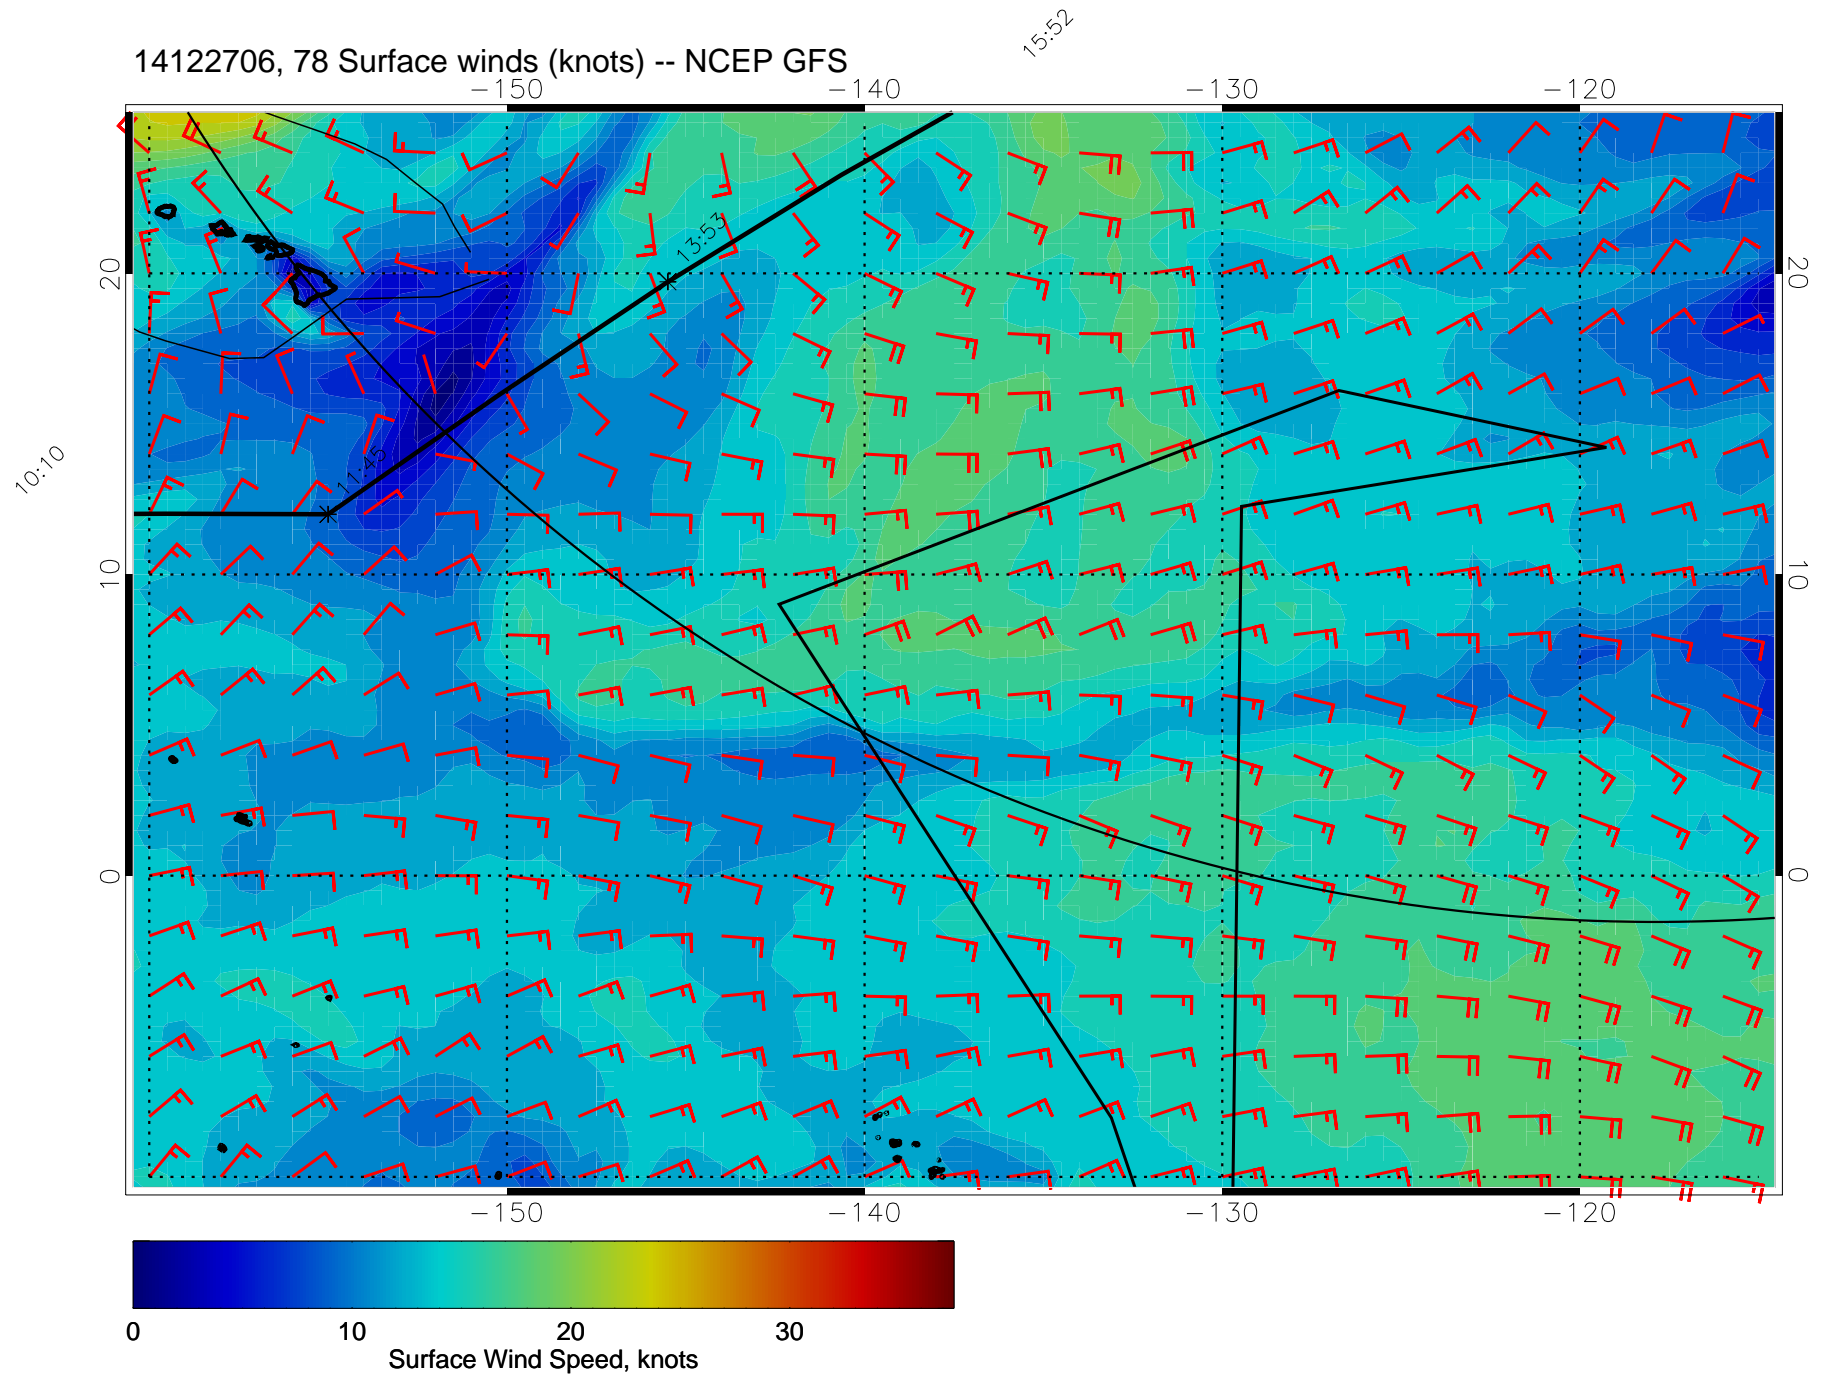 15:52
14122706, 78 Surface winds (knots) -- NCEP GFS
-150 -140 -130 -120
13:53
20 20
11:45
10:10
10 10
0 0
-150 -140 -130 -120
0 10 20 30
Surface Wind Speed, knots